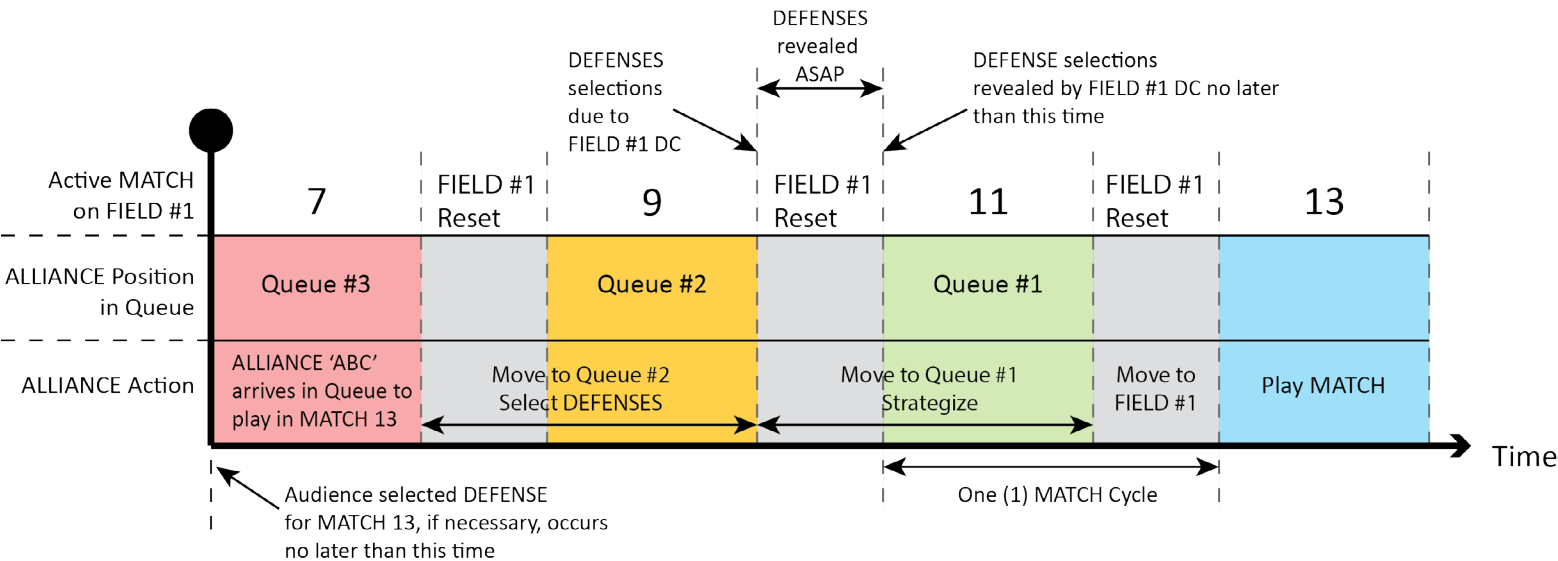 DEFENSES
revealed
ASAP
DEFENSES
selections
due to
FIELD #1 DC
DEFENSE selections
revealed by FIELD #1 DC no later
than this time
Active MATCH
on FIELD #1
7
FIELD #1
Reset
9
FIELD #1
Reset
11
FIELD #1
Reset
13
ALLIANCE Position
in Queue
Queue #3
Queue #2
Queue #1
ALLIANCE Action
ALLIANCE ‘ABC’
arrives in Queue to
play in MATCH 13
Move to Queue #2
Select DEFENSES
Move to Queue #1
Strategize
Move to
FIELD #1
Play MATCH
Time
Audience selected DEFENSE
for MATCH 13, if necessary, occurs
no later than this time
One (1) MATCH Cycle